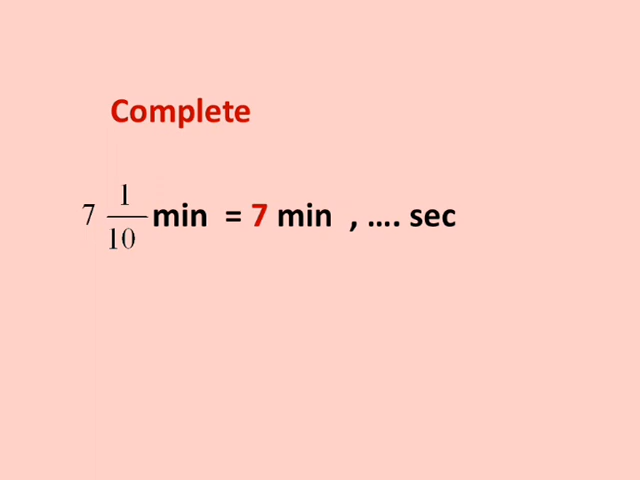 Complete
7 1/10 min = 7 min , .... sec